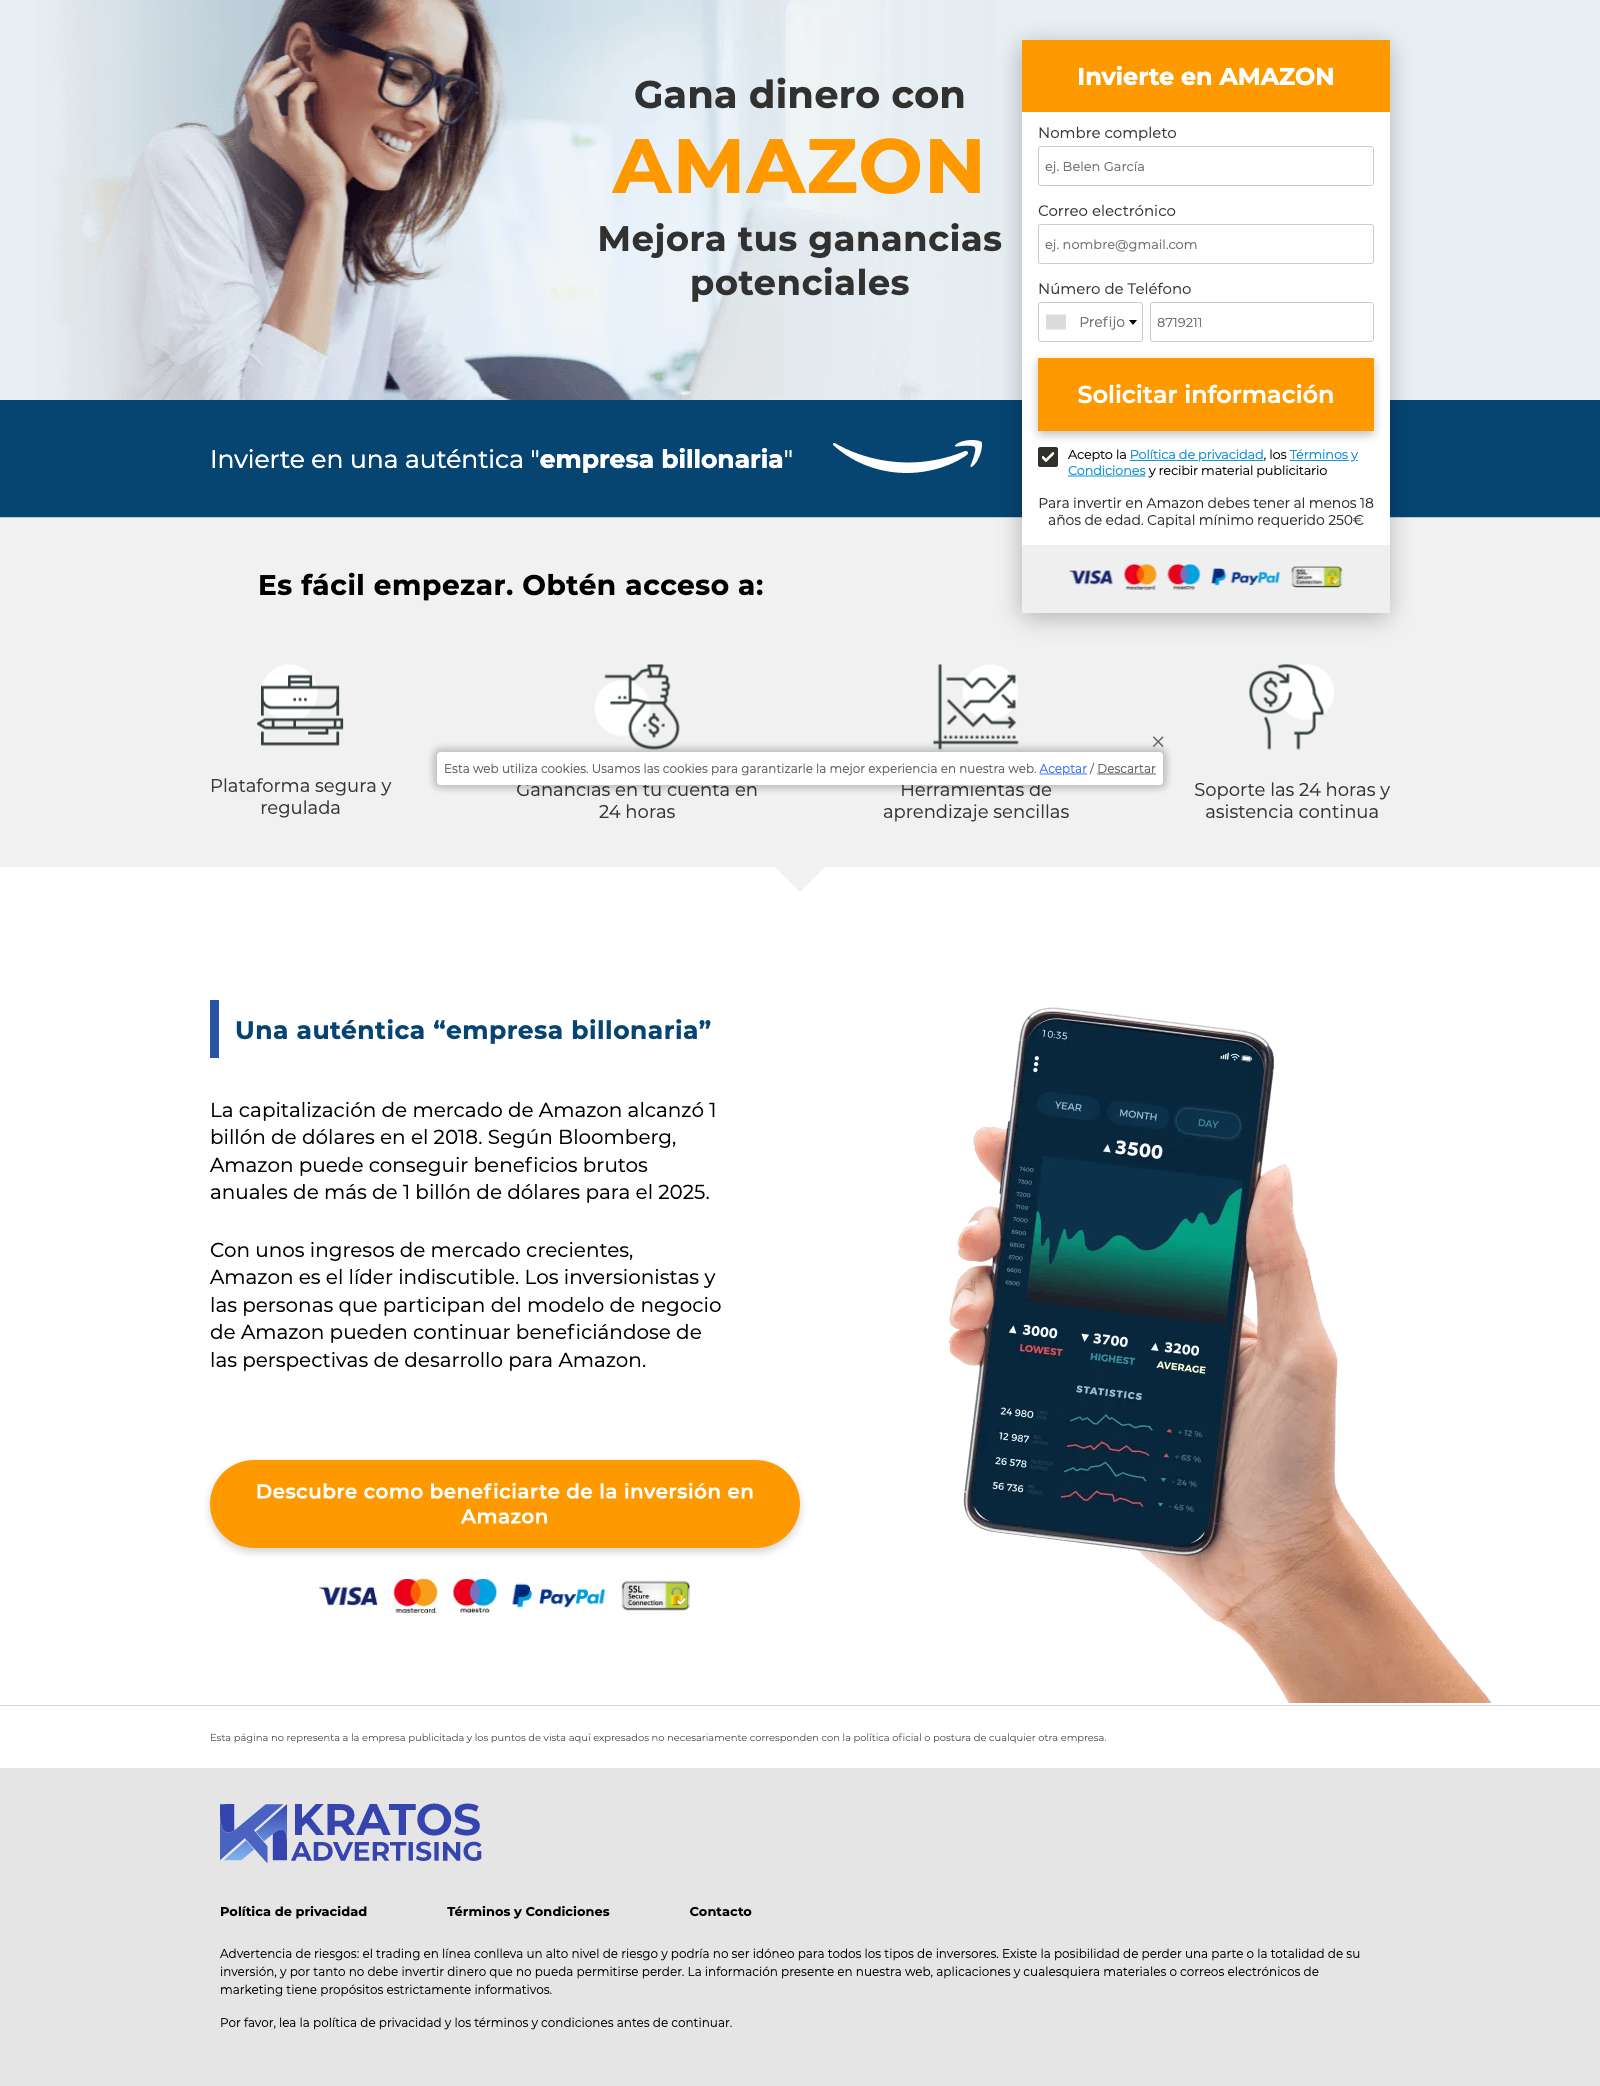 Gana dinero con
AMAZON
Mejora tus ganancias
potenciales
Invierte en AMAZON
Nombre completo
ej. Belen García
Correo electrónico
ej. nombre@gmail.com
Número de Teléfono
Prefijo 8719211
Solicitar información
Acepto la Política de privacidad, los Términos y
Condiciones y recibir material publicitario
Para invertir en Amazon debes tener al menos 18
años de edad. Capital mínimo requerido 250€
VISA mastercard maestro PayPal SSL Secure Connection
Invierte en una auténtica "empresa billonaria"
Es fácil empezar. Obtén acceso a:
Plataforma segura y
regulada
Ganancias en tu cuenta en
24 horas
Herramientas de
aprendizaje sencillas
Soporte las 24 horas y
asistencia continua
Esta web utiliza cookies. Usamos las cookies para garantizarle la mejor experiencia en nuestra web. Aceptar / Descartar
Una auténtica “empresa billonaria”
La capitalización de mercado de Amazon alcanzó 1
billón de dólares en el 2018. Según Bloomberg,
Amazon puede conseguir beneficios brutos
anuales de más de 1 billón de dólares para el 2025.
Con unos ingresos de mercado crecientes,
Amazon es el líder indiscutible. Los inversionistas y
las personas que participan del modelo de negocio
de Amazon pueden continuar beneficiándose de
las perspectivas de desarrollo para Amazon.
Descubre como beneficiarte de la inversión en
Amazon
VISA mastercard maestro PayPal SSL Secure Connection
10:35
YEAR MONTH DAY
3500
7400
7300
7200
7100
7000
6900
6800
6700
6600
6500
3000 3700 3200
LOWEST HIGHEST AVERAGE
STATISTICS
24 980 + 12 %
12 987 + 65 %
26 578 - 24 %
56 736 - 45 %
Esta página no representa a la empresa publicitada y los puntos de vista aquí expresados no necesariamente corresponden con la política oficial o postura de cualquier otra empresa.
KRATOS
ADVERTISING
Política de privacidad Términos y Condiciones Contacto
Advertencia de riesgos: el trading en línea conlleva un alto nivel de riesgo y podría no ser idóneo para todos los tipos de inversores. Existe la posibilidad de perder una parte o la totalidad de su
inversión, y por tanto no debe invertir dinero que no pueda permitirse perder. La información presente en nuestra web, aplicaciones y cualesquiera materiales o correos electrónicos de
marketing tiene propósitos estrictamente informativos.
Por favor, lea la política de privacidad y los términos y condiciones antes de continuar.